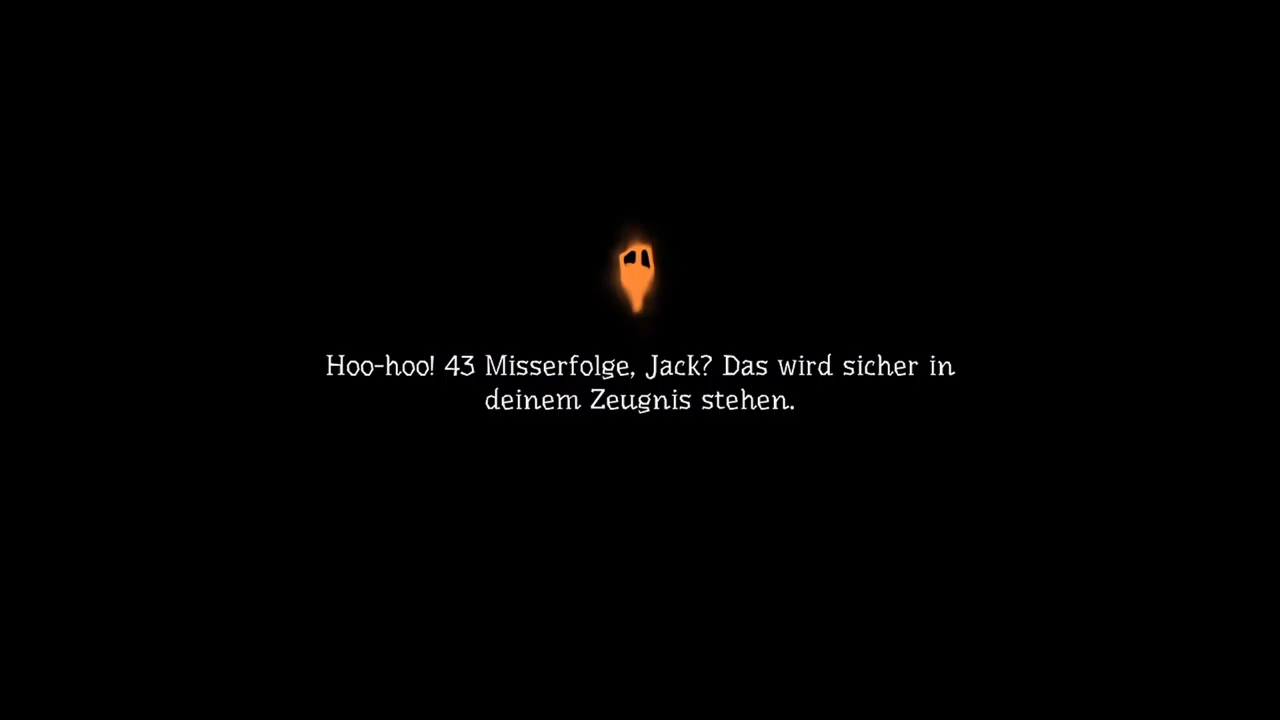 Hoo-hoo! 43 Misserfolge, Jack? Das wird sicher in
deinem Zeugnis stehen.